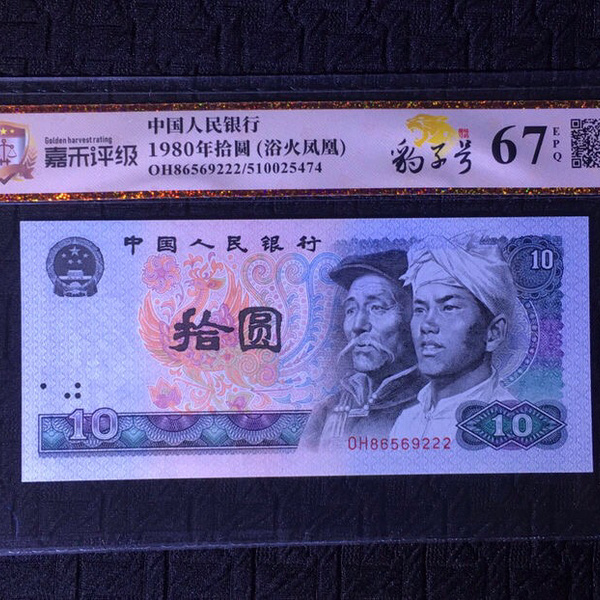 Golden harvest rating
嘉禾评级
中国人民银行
1980年拾圆 (浴火凤凰)
OH86569222/510025474
豹子号
67
EPQ
中国人民银行
10
拾圆
10
OH86569222
10